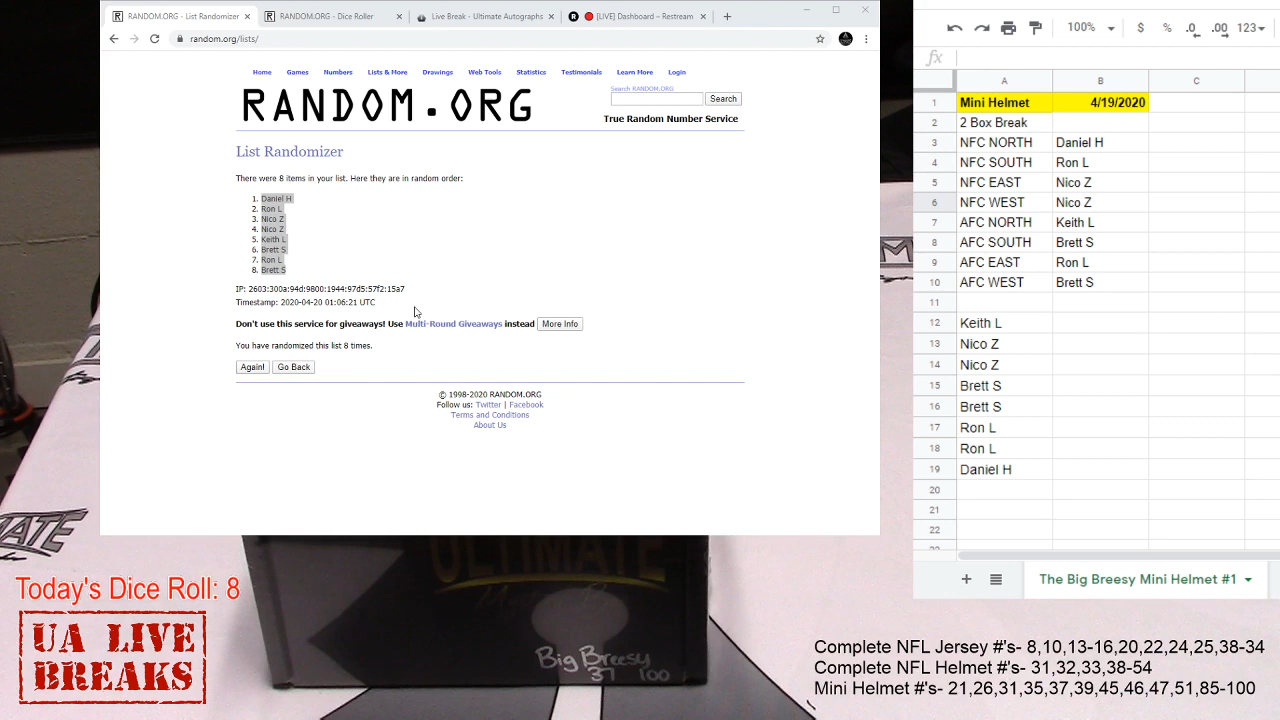 RANDOM.ORG - List Randomizer
RANDOM.ORG - Dice Roller
Live Break - Ultimate Autographs
[LIVE] Dashboard – Restream
random.org/lists/
Home Games Numbers Lists & More Drawings Web Tools Statistics Testimonials Learn More Login
Search RANDOM.ORG
RANDOM.ORG
Search
True Random Number Service
List Randomizer
There were 8 items in your list. Here they are in random order:
1. Daniel H
2. Ron L
3. Nico Z
4. Nico Z
5. Keith L
6. Brett S
7. Ron L
8. Brett S
IP: 2603:300a:94d:9800:1944:97d5:57f2:15a7
Timestamp: 2020-04-20 01:06:21 UTC
Don't use this service for giveaways! Use Multi-Round Giveaways instead More Info
You have randomized this list 8 times.
Again! Go Back
© 1998-2020 RANDOM.ORG
Follow us: Twitter | Facebook
Terms and Conditions
About Us
100% $ % .0 .00 123
fx
A B C
1 Mini Helmet 4/19/2020
2 2 Box Break
3 NFC NORTH Daniel H
4 NFC SOUTH Ron L
5 NFC EAST Nico Z
6 NFC WEST Nico Z
7 AFC NORTH Keith L
8 AFC SOUTH Brett S
9 AFC EAST Ron L
10 AFC WEST Brett S
11
12 Keith L
13 Nico Z
14 Nico Z
15 Brett S
16 Brett S
17 Ron L
18 Ron L
19 Daniel H
20
21
22
The Big Breesy Mini Helmet #1
ULTIMATE
Big Breesy
37 100
Today's Dice Roll: 8
UA LIVE
BREAKS
Complete NFL Jersey #'s- 8,10,13-16,20,22,24,25,38-34
Complete NFL Helmet #'s- 31,32,33,38-54
Mini Helmet #'s- 21,26,31,35,37,39,45,46,47,51,85-100